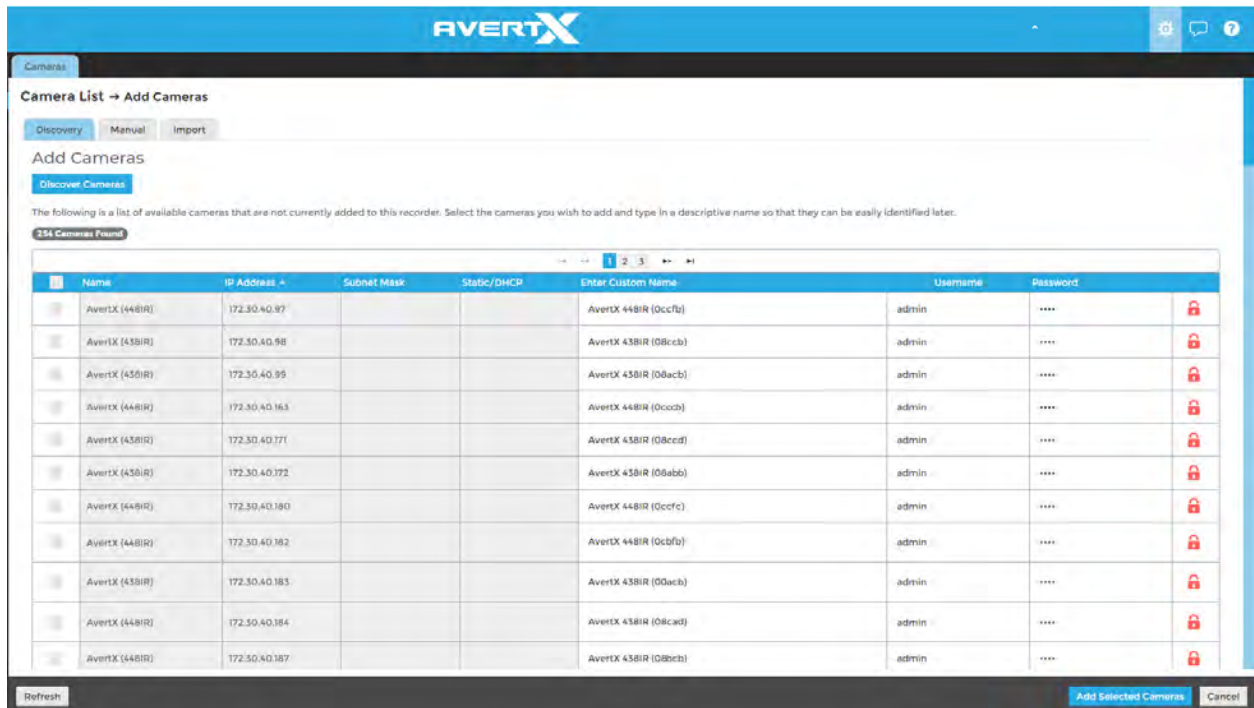 AVERTX
Cameras
Camera List → Add Cameras
Discovery Manual Import
Add Cameras
Discover Cameras
The following is a list of available cameras that are not currently added to this recorder. Select the cameras you wish to add and type in a descriptive name so that they can be easily identified later.
254 Cameras Found
1 2 3
Name IP Address Subnet Mask Static/DHCP Enter Custom Name Username Password
AvertX (448IR) 172.30.40.97 AvertX 448IR (0ccfb) admin ••••
AvertX (438IR) 172.30.40.98 AvertX 438IR (08ccb) admin ••••
AvertX (438IR) 172.30.40.99 AvertX 438IR (08acb) admin ••••
AvertX (448IR) 172.30.40.163 AvertX 448IR (0cccb) admin ••••
AvertX (438IR) 172.30.40.171 AvertX 438IR (08ccd) admin ••••
AvertX (438IR) 172.30.40.172 AvertX 438IR (08abb) admin ••••
AvertX (448IR) 172.30.40.180 AvertX 448IR (0ccfc) admin ••••
AvertX (448IR) 172.30.40.182 AvertX 448IR (0cbfb) admin ••••
AvertX (438IR) 172.30.40.183 AvertX 438IR (00acb) admin ••••
AvertX (448IR) 172.30.40.184 AvertX 438IR (08cad) admin ••••
AvertX (448IR) 172.30.40.187 AvertX 438IR (08bcb) admin ••••
Refresh Add Selected Cameras Cancel